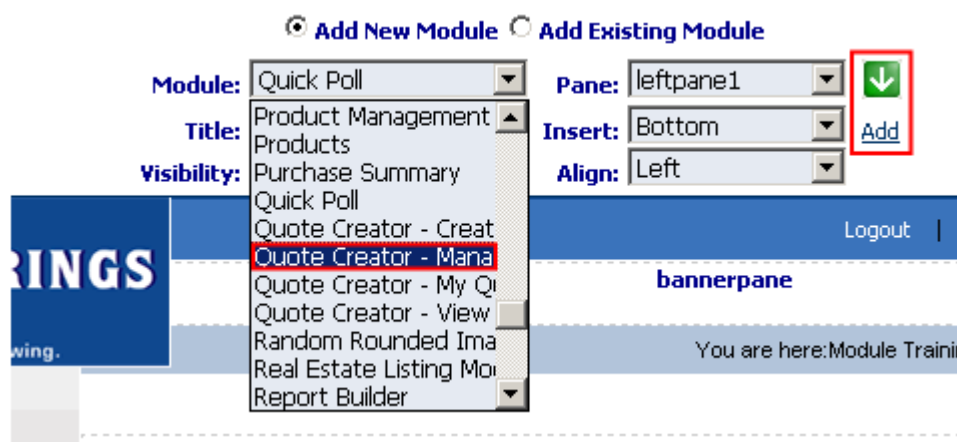 Add New Module Add Existing Module
Module: Quick Poll Pane: leftpane1
Product Management
Title: Insert: Bottom Add
Products
Visibility: Purchase Summary Align: Left
Quick Poll
Quote Creator - Creat
Logout |
Quote Creator - Mana
RINGS
Quote Creator - My Q
bannerpane
Quote Creator - View
Random Rounded Ima
wing. You are here:Module Traini
Real Estate Listing Mo
Report Builder